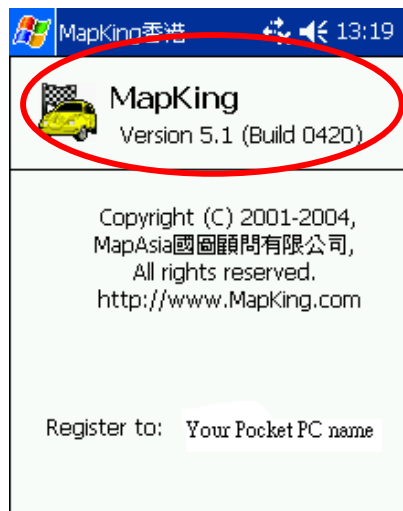 MapKing香港 13:19
MapKing
Version 5.1 (Build 0420)
Copyright (C) 2001-2004,
MapAsia國圖顧問有限公司,
All rights reserved.
http://www.MapKing.com
Register to: Your Pocket PC name